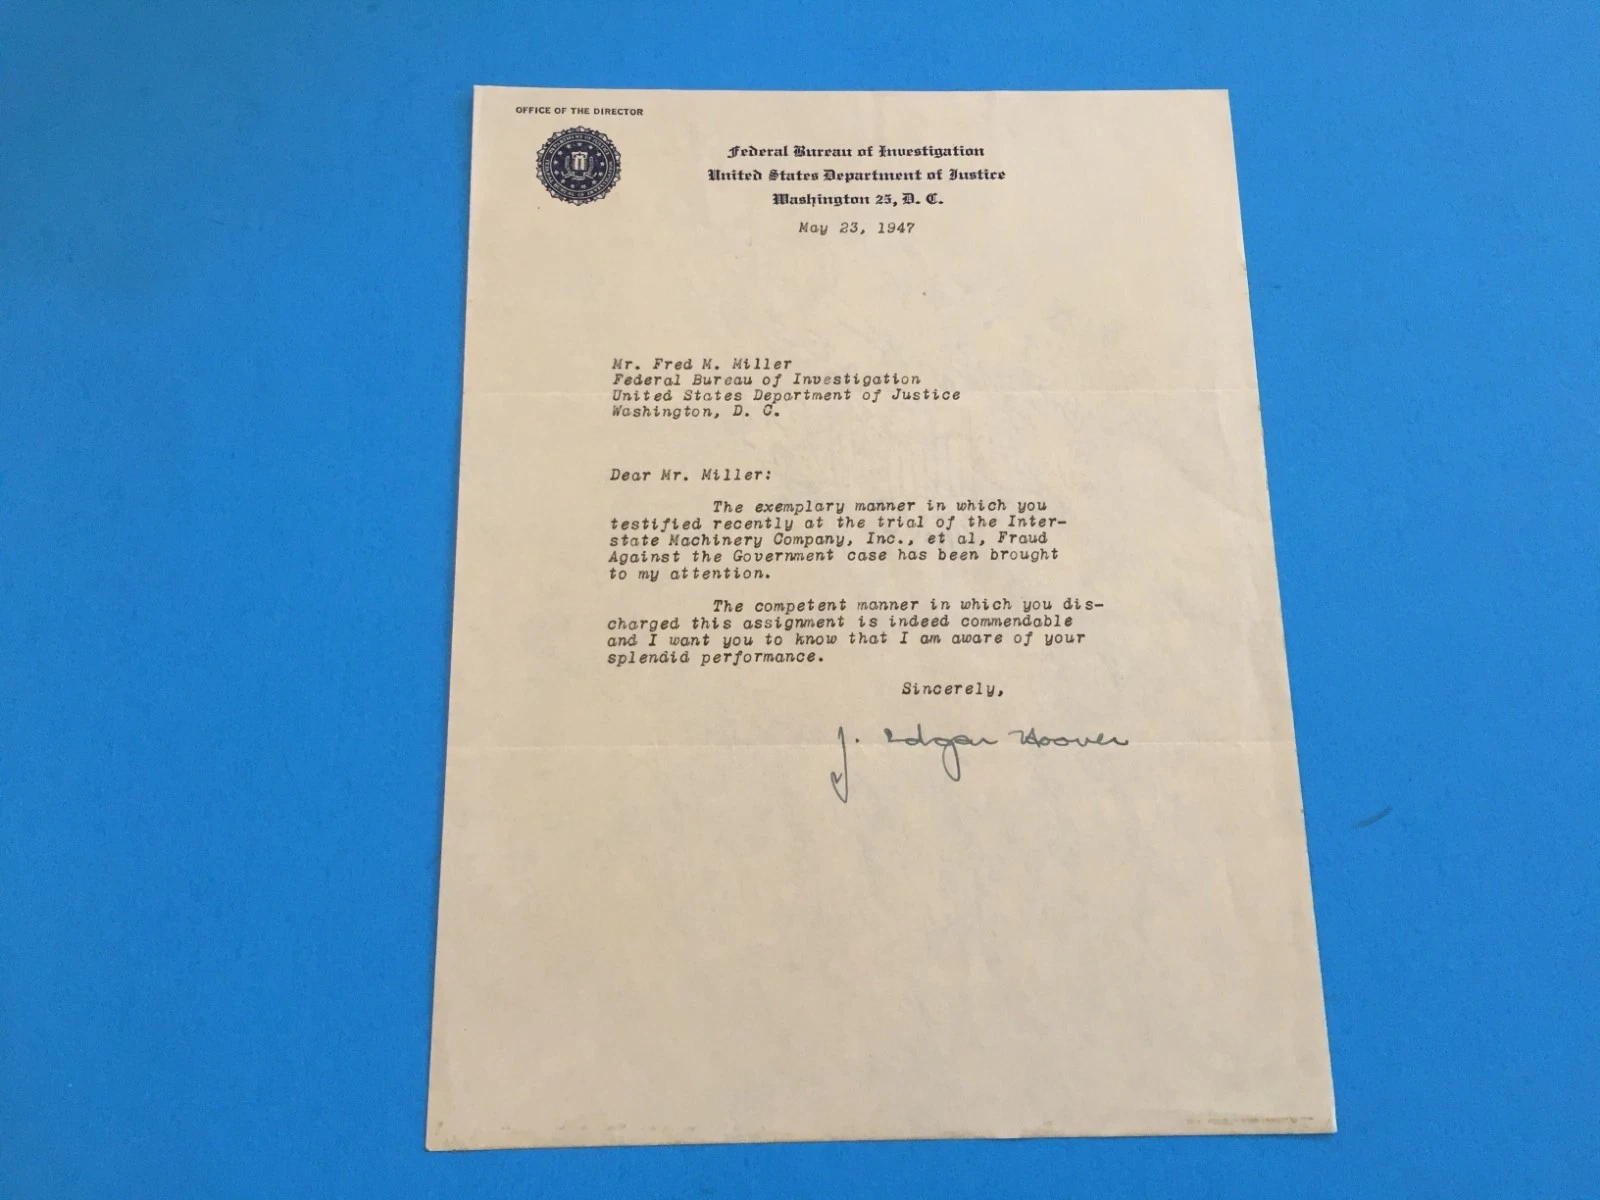 OFFICE OF THE DIRECTOR
Federal Bureau of Investigation
United States Department of Justice
Washington 25, D. C.
May 23, 1947
Mr. Fred M. Miller
Federal Bureau of Investigation
United States Department of Justice
Washington, D. C.
Dear Mr. Miller:
The exemplary manner in which you
testified recently at the trial of the Inter-
state Machinery Company, Inc., et al, Fraud
Against the Government case has been brought
to my attention.
The competent manner in which you dis-
charged this assignment is indeed commendable
and I want you to know that I am aware of your
splendid performance.
Sincerely,
J. Edgar Hoover